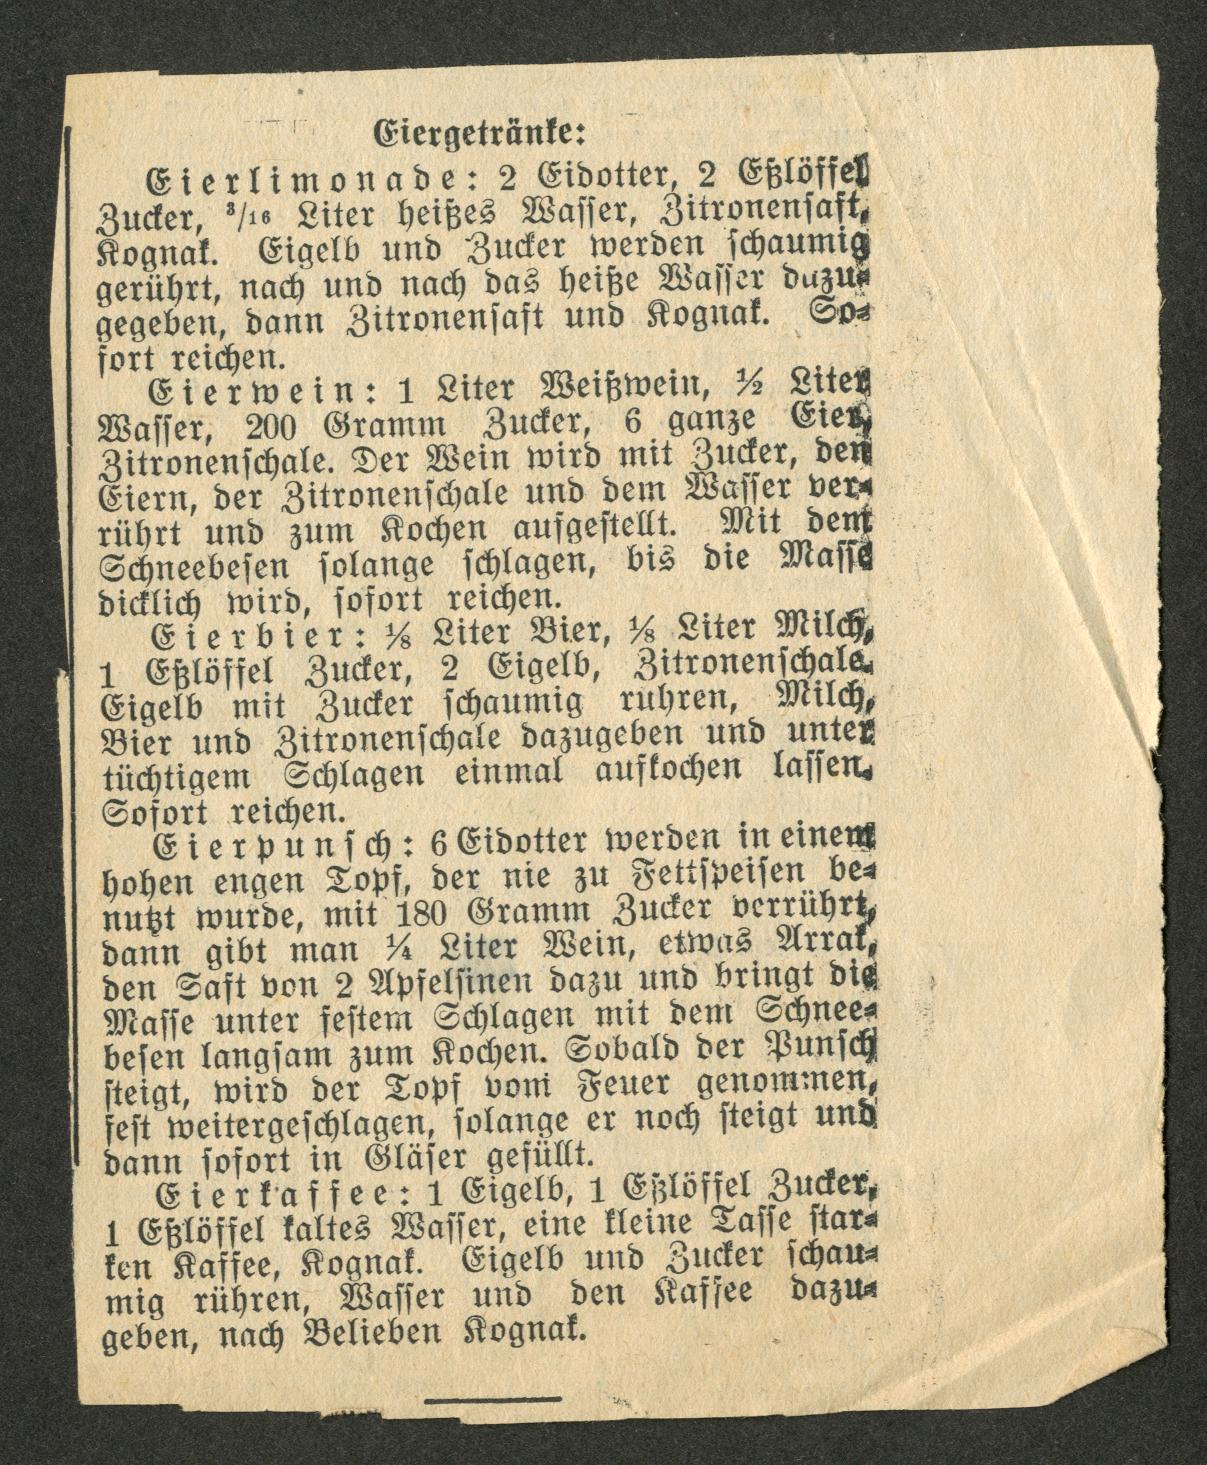 Eiergetränke:
Eierlimonade: 2 Eidotter, 2 Eßlöffel
Zucker, 3/16 Liter heißes Wasser, Zitronensaft,
Kognak. Eigelb und Zucker werden schaumig
gerührt, nach und nach das heiße Wasser dazu-
gegeben, dann Zitronensaft und Kognak. So-
fort reichen.
Eierwein: 1 Liter Weißwein, ½ Liter
Wasser, 200 Gramm Zucker, 6 ganze Eier,
Zitronenschale. Der Wein wird mit Zucker, den
Eiern, der Zitronenschale und dem Wasser ver-
rührt und zum Kochen aufgestellt. Mit dem
Schneebesen solange schlagen, bis die Masse
dicklich wird, sofort reichen.
Eierbier: ⅛ Liter Bier, ⅛ Liter Milch,
1 Eßlöffel Zucker, 2 Eigelb, Zitronenschale.
Eigelb mit Zucker schaumig ruhren, Milch,
Bier und Zitronenschale dazugeben und unter
tüchtigem Schlagen einmal aufkochen lassen.
Sofort reichen.
Eierpunsch: 6 Eidotter werden in einem
hohen engen Topf, der nie zu Fettspeisen be-
nutzt wurde, mit 180 Gramm Zucker verrührt,
dann gibt man ¼ Liter Wein, etwas Arrak,
den Saft von 2 Apfelsinen dazu und bringt die
Masse unter festem Schlagen mit dem Schnee-
besen langsam zum Kochen. Sobald der Punsch
steigt, wird der Topf vom Feuer genommen,
fest weitergeschlagen, solange er noch steigt und
dann sofort in Gläser gefüllt.
Eierkaffee: 1 Eigelb, 1 Eßlöffel Zucker,
1 Eßlöffel kaltes Wasser, eine kleine Tasse star-
ken Kaffee, Kognak. Eigelb und Zucker schau-
mig rühren, Wasser und den Kaffee dazu-
geben, nach Belieben Kognak.